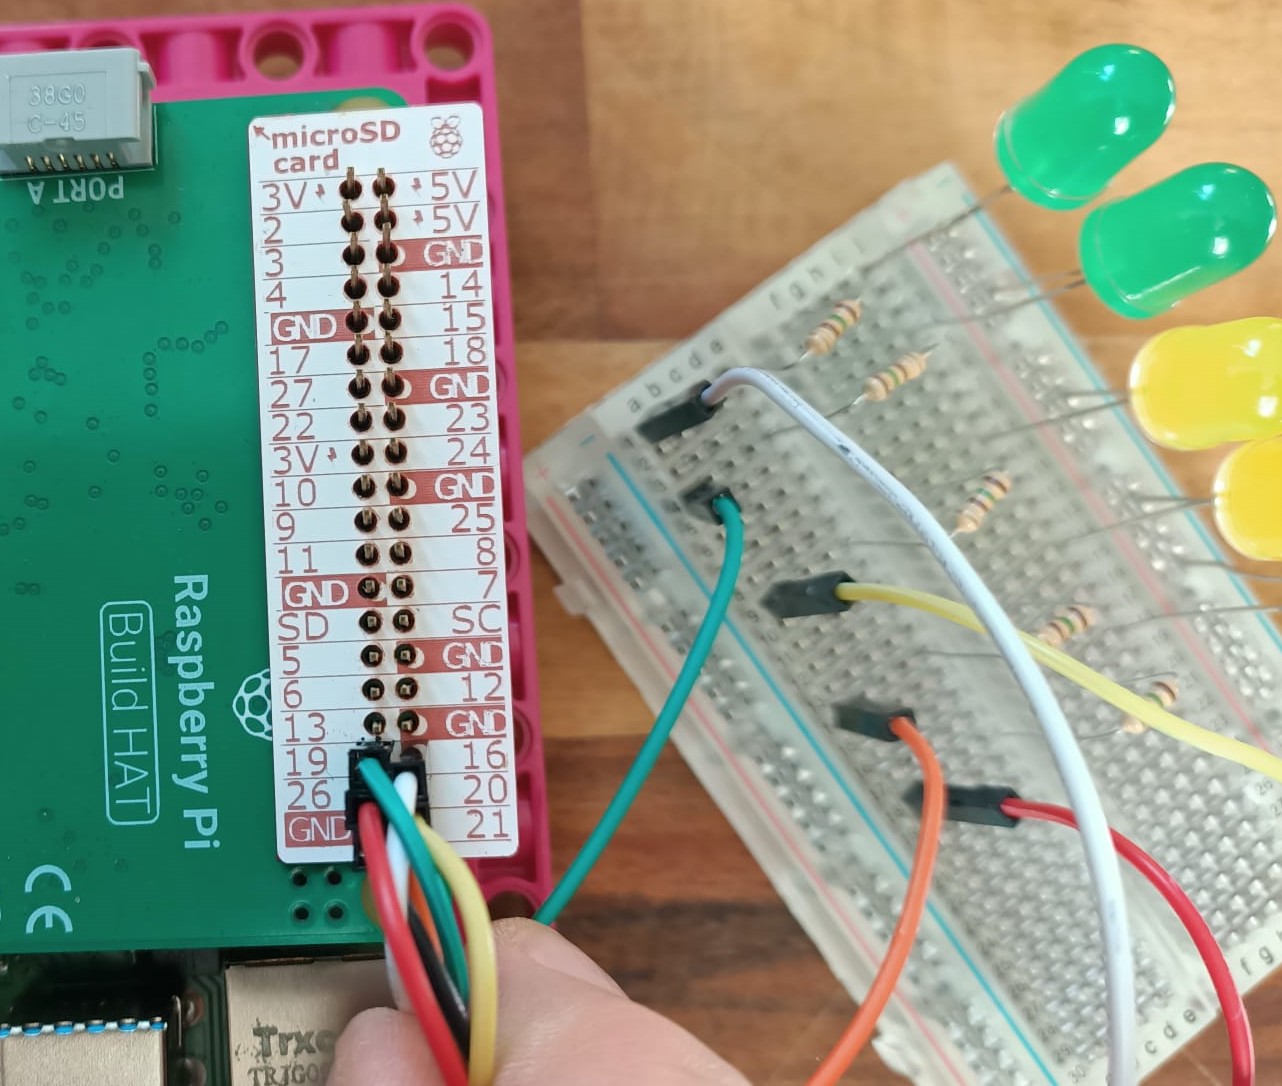 38G0
C-45
PORT A
microSD
card
3V 5V
2 5V
3 GND
4 14
GND 15
17 18
27 GND
22 23
3V 24
10 GND
9 25
11 8
GND 7
SD SC
5 GND
6 12
13 GND
19 16
26 20
GND 21
Raspberry Pi
Build HAT
CE
Trxc
TRJG0
a b c d e
f g h i
f g
c d e